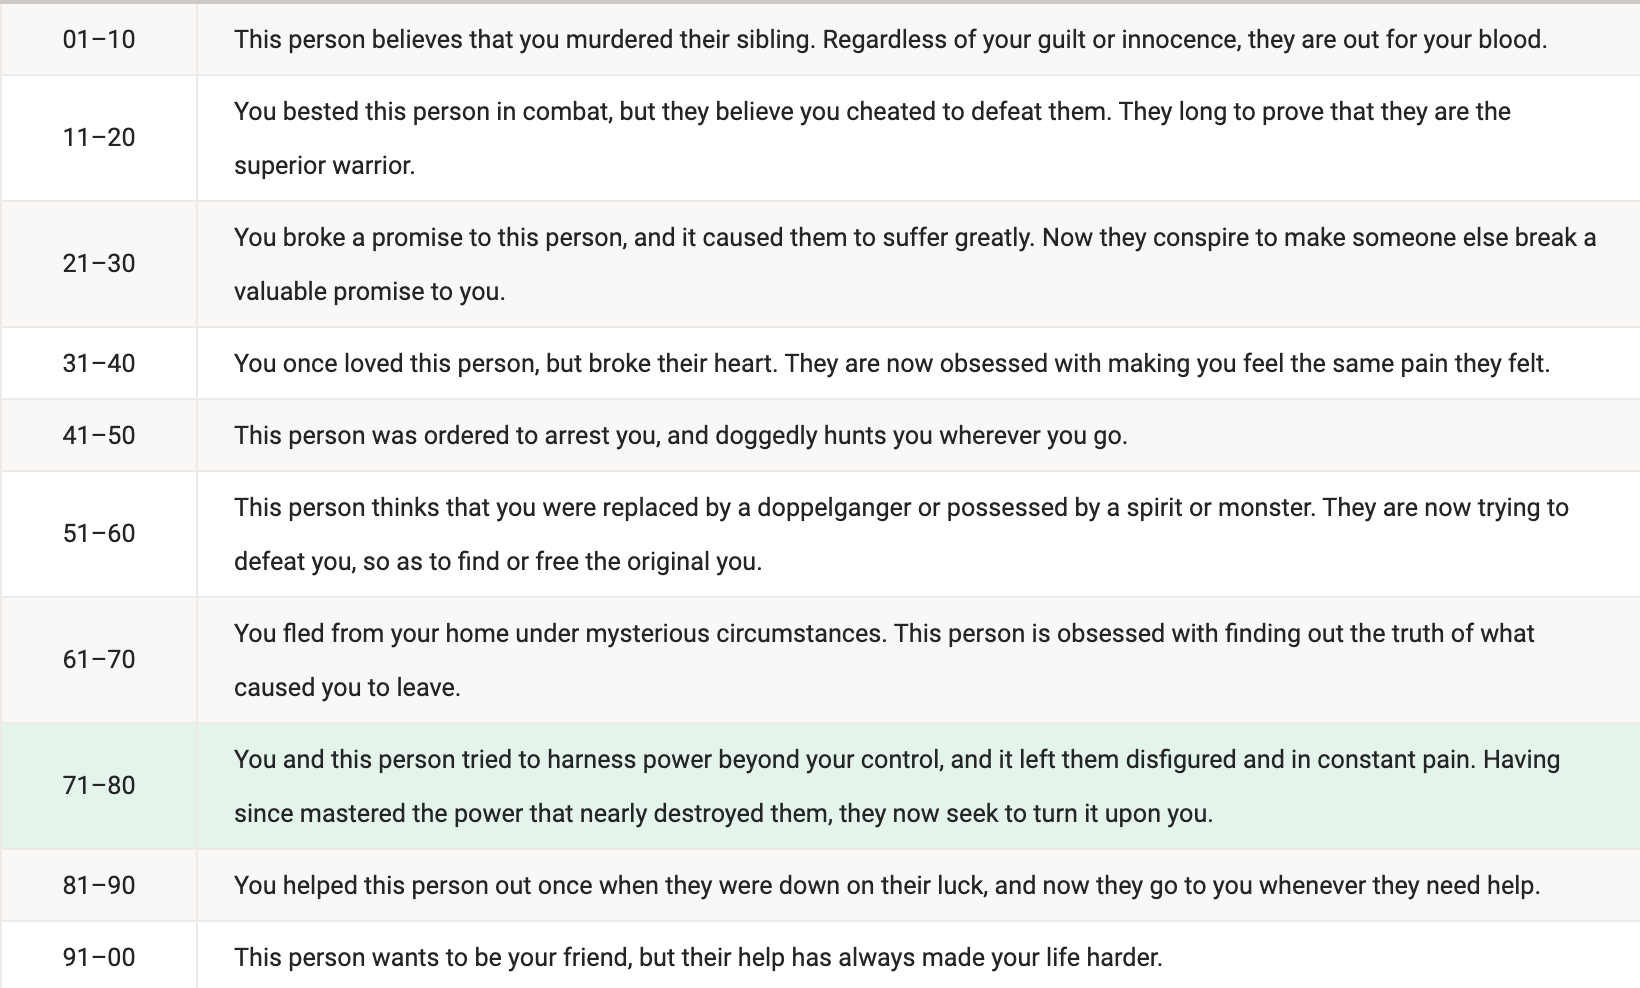 01–10
This person believes that you murdered their sibling. Regardless of your guilt or innocence, they are out for your blood.
11–20
You bested this person in combat, but they believe you cheated to defeat them. They long to prove that they are the
superior warrior.
21–30
You broke a promise to this person, and it caused them to suffer greatly. Now they conspire to make someone else break a
valuable promise to you.
31–40
You once loved this person, but broke their heart. They are now obsessed with making you feel the same pain they felt.
41–50
This person was ordered to arrest you, and doggedly hunts you wherever you go.
51–60
This person thinks that you were replaced by a doppelganger or possessed by a spirit or monster. They are now trying to
defeat you, so as to find or free the original you.
61–70
You fled from your home under mysterious circumstances. This person is obsessed with finding out the truth of what
caused you to leave.
71–80
You and this person tried to harness power beyond your control, and it left them disfigured and in constant pain. Having
since mastered the power that nearly destroyed them, they now seek to turn it upon you.
81–90
You helped this person out once when they were down on their luck, and now they go to you whenever they need help.
91–00
This person wants to be your friend, but their help has always made your life harder.